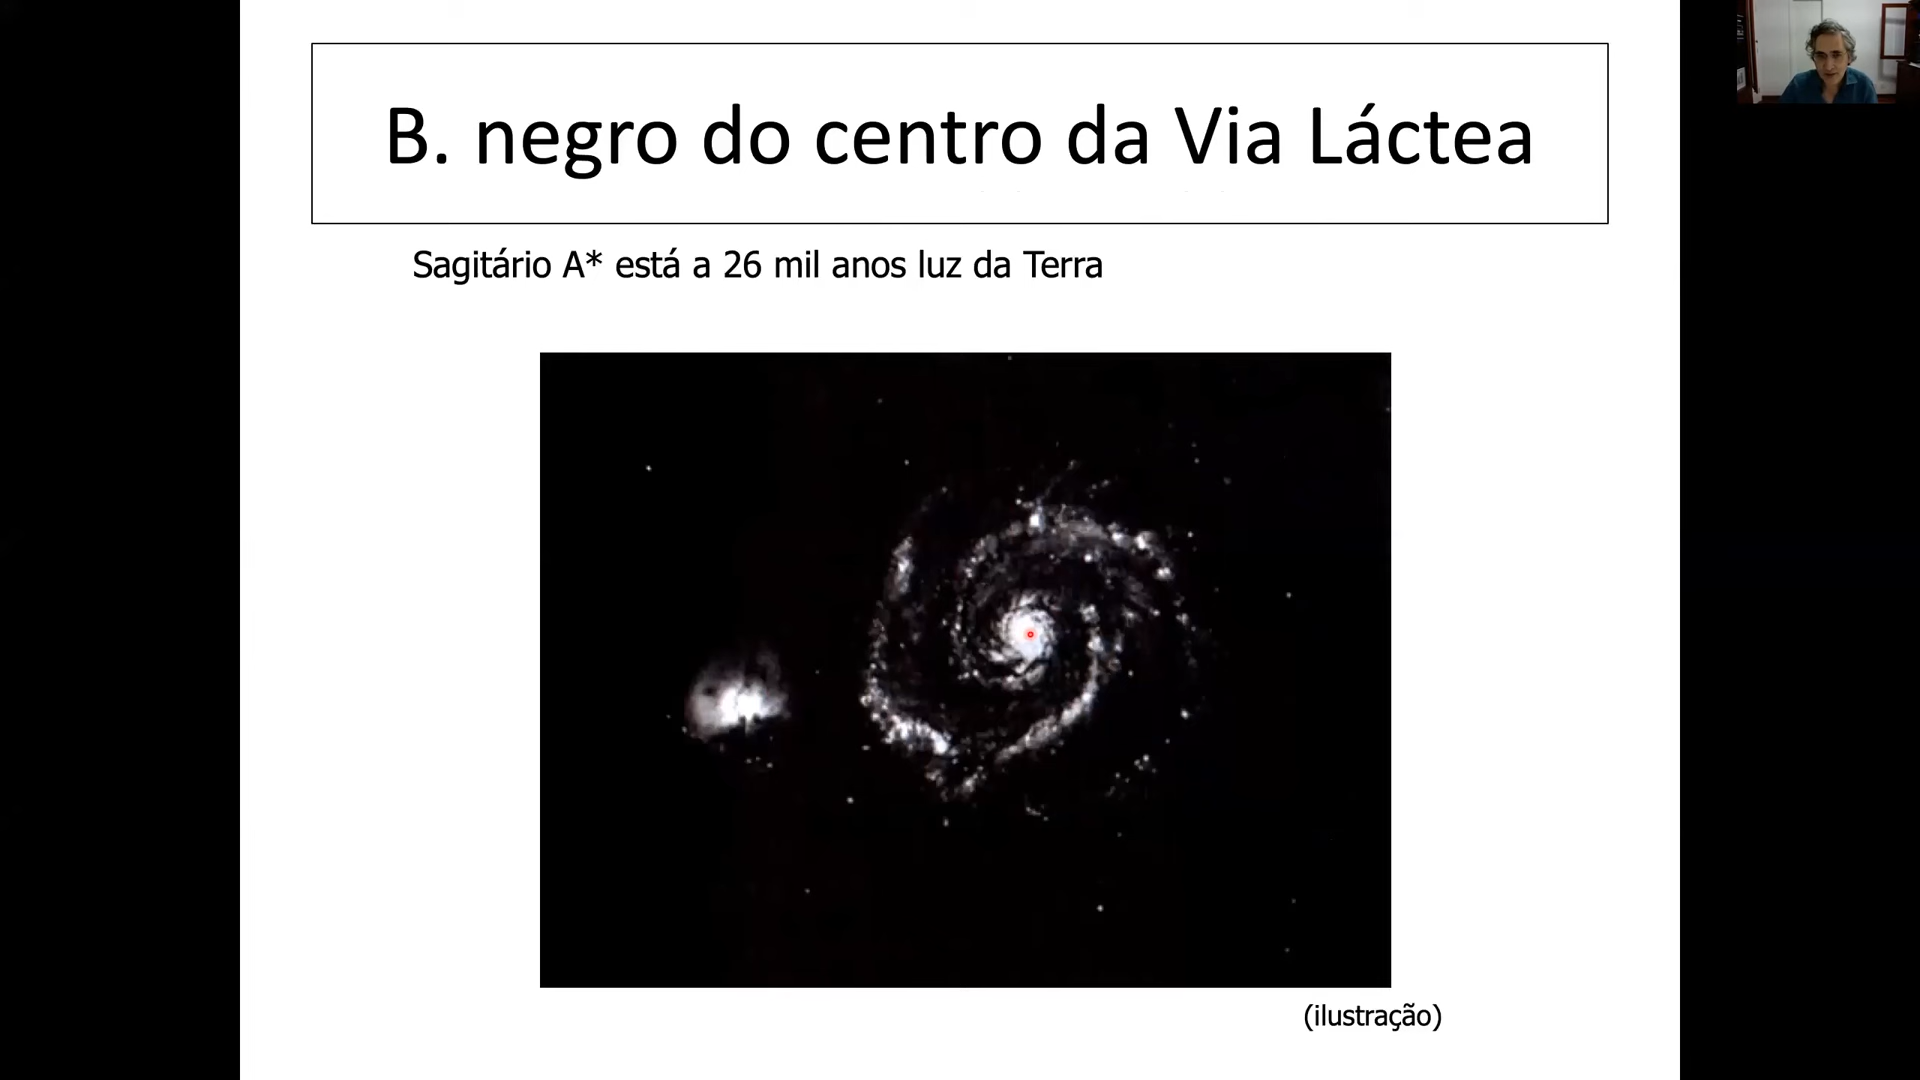 B. negro do centro da Via Láctea
Sagitário A* está a 26 mil anos luz da Terra
(ilustração)